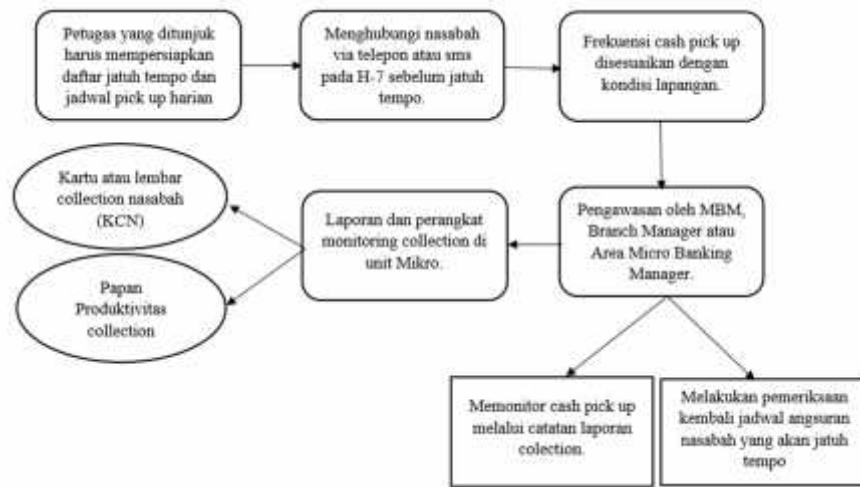 Petugas yang ditunjuk
harus mempersiapkan
daftar jatuh tempo dan
jadwal pick up harian
Menghubungi nasabah
via telepon atau sms
pada H-7 sebelum jatuh
tempo.
Frekuensi cash pick up
disesuaikan dengan
kondisi lapangan.
Pengawasan oleh MBM,
Branch Manager atau
Area Micro Banking
Manager.
Laporan dan perangkat
monitoring collection di
unit Mikro.
Kartu atau lembar
collection nasabah
(KCN)
Papan
Produktivitas
collection
Memonitor cash pick up
melalui catatan laporan
colection.
Melakukan pemeriksaan
kembali jadwal angsuran
nasabah yang akan jatuh
tempo